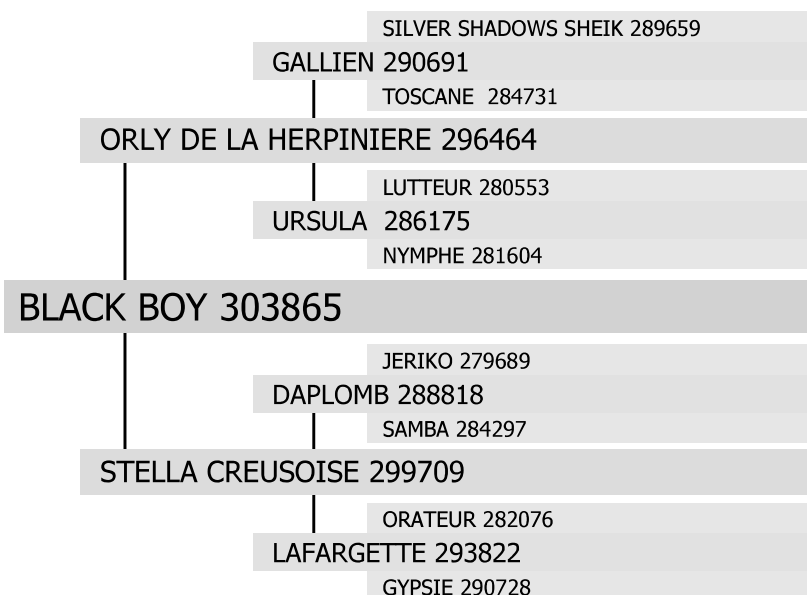 SILVER SHADOWS SHEIK 289659
GALLIEN 290691
TOSCANE 284731
ORLY DE LA HERPINIERE 296464
LUTTEUR 280553
URSULA 286175
NYMPHE 281604
BLACK BOY 303865
JERIKO 279689
DAPLOMB 288818
SAMBA 284297
STELLA CREUSOISE 299709
ORATEUR 282076
LAFARGETTE 293822
GYPSIE 290728